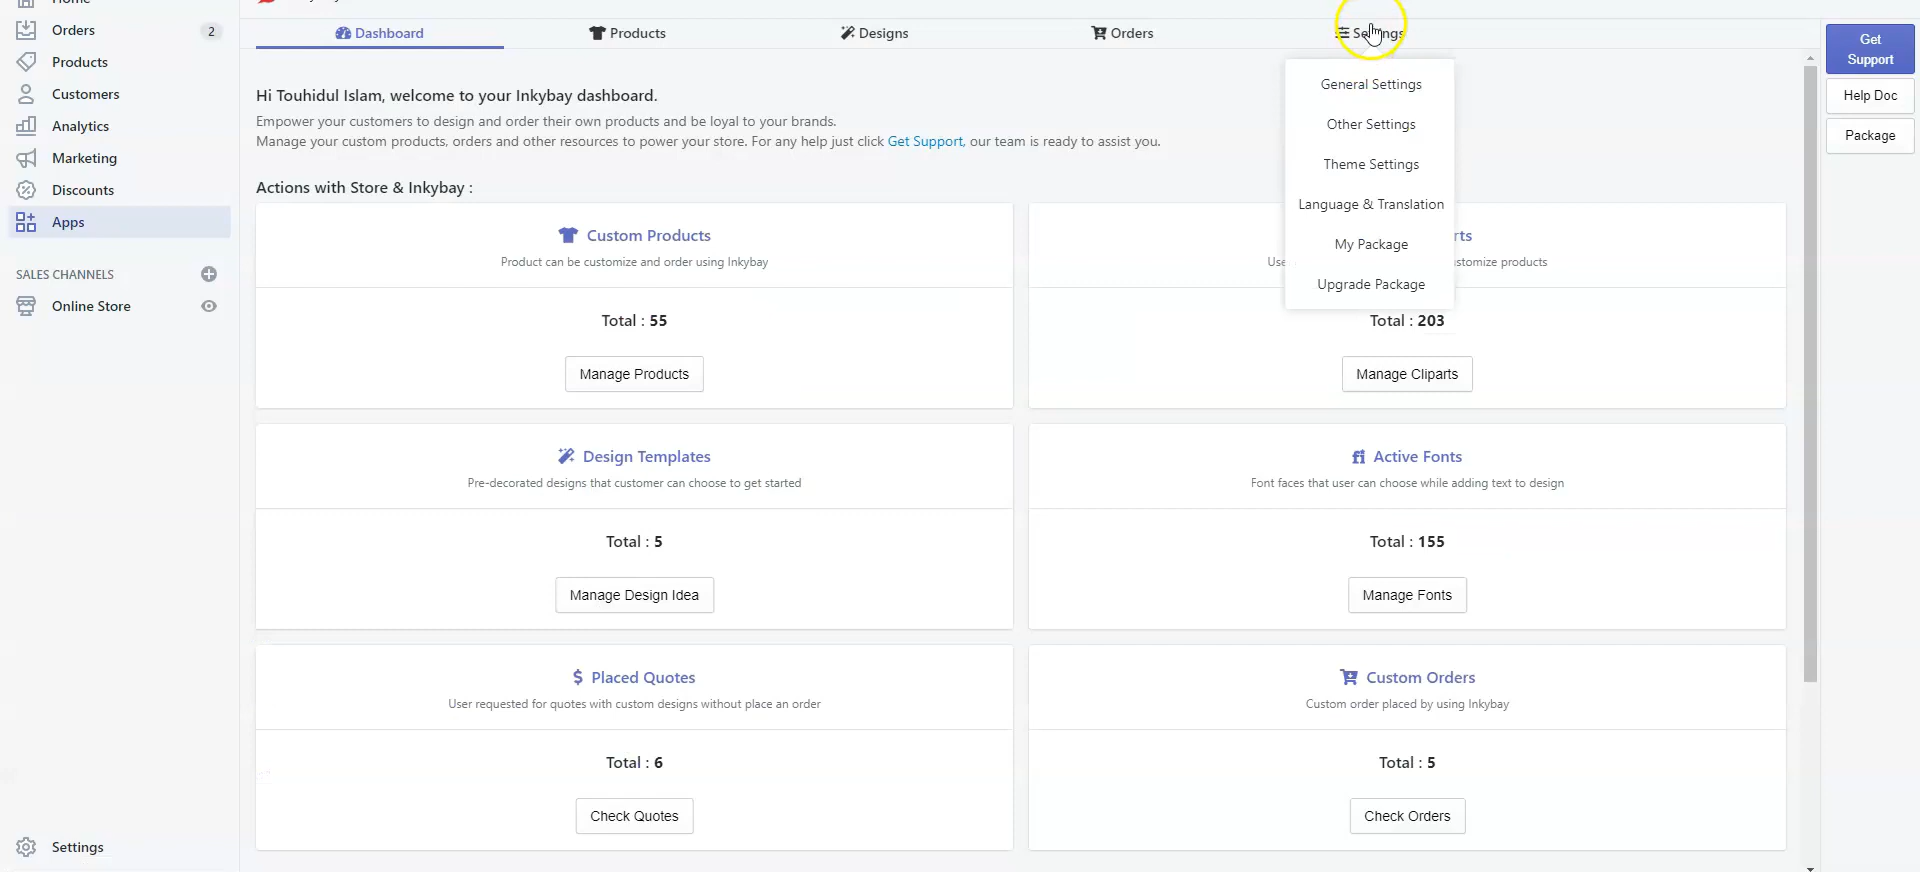 Home
Orders
2
Products
Customers
Analytics
Marketing
Discounts
Apps
SALES CHANNELS
Online Store
Settings
Dashboard
Products
Designs
Orders
Settings
General Settings
Other Settings
Theme Settings
Language & Translation
My Package
Upgrade Package
Get
Support
Help Doc
Package
Hi Touhidul Islam, welcome to your Inkybay dashboard.
Empower your customers to design and order their own products and be loyal to your brands.
Manage your custom products, orders and other resources to power your store. For any help just click Get Support, our team is ready to assist you.
Actions with Store & Inkybay :
Custom Products
Product can be customize and order using Inkybay
Total : 55
Manage Products
rts
Use
stomize products
Total : 203
Manage Cliparts
Design Templates
Pre-decorated designs that customer can choose to get started
Total : 5
Manage Design Idea
Active Fonts
Font faces that user can choose while adding text to design
Total : 155
Manage Fonts
$ Placed Quotes
User requested for quotes with custom designs without place an order
Total : 6
Check Quotes
Custom Orders
Custom order placed by using Inkybay
Total : 5
Check Orders